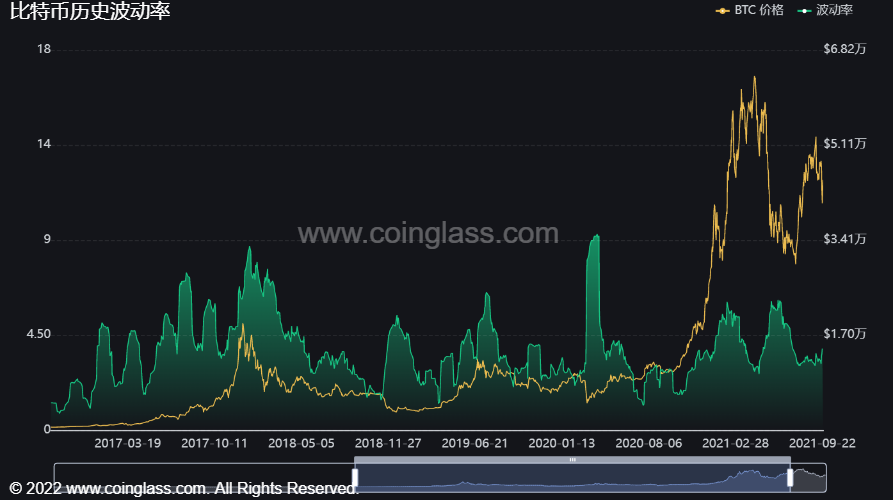 比特币历史波动率
BTC 价格 波动率
18 $6.82万
14 $5.11万
www.coinglass.com
9 $3.41万
4.50 $1.70万
0
2017-03-19 2017-10-11 2018-05-05 2018-11-27 2019-06-21 2020-01-13 2020-08-06 2021-02-28 2021-09-22
© 2022 www.coinglass.com. All Rights Reserved.